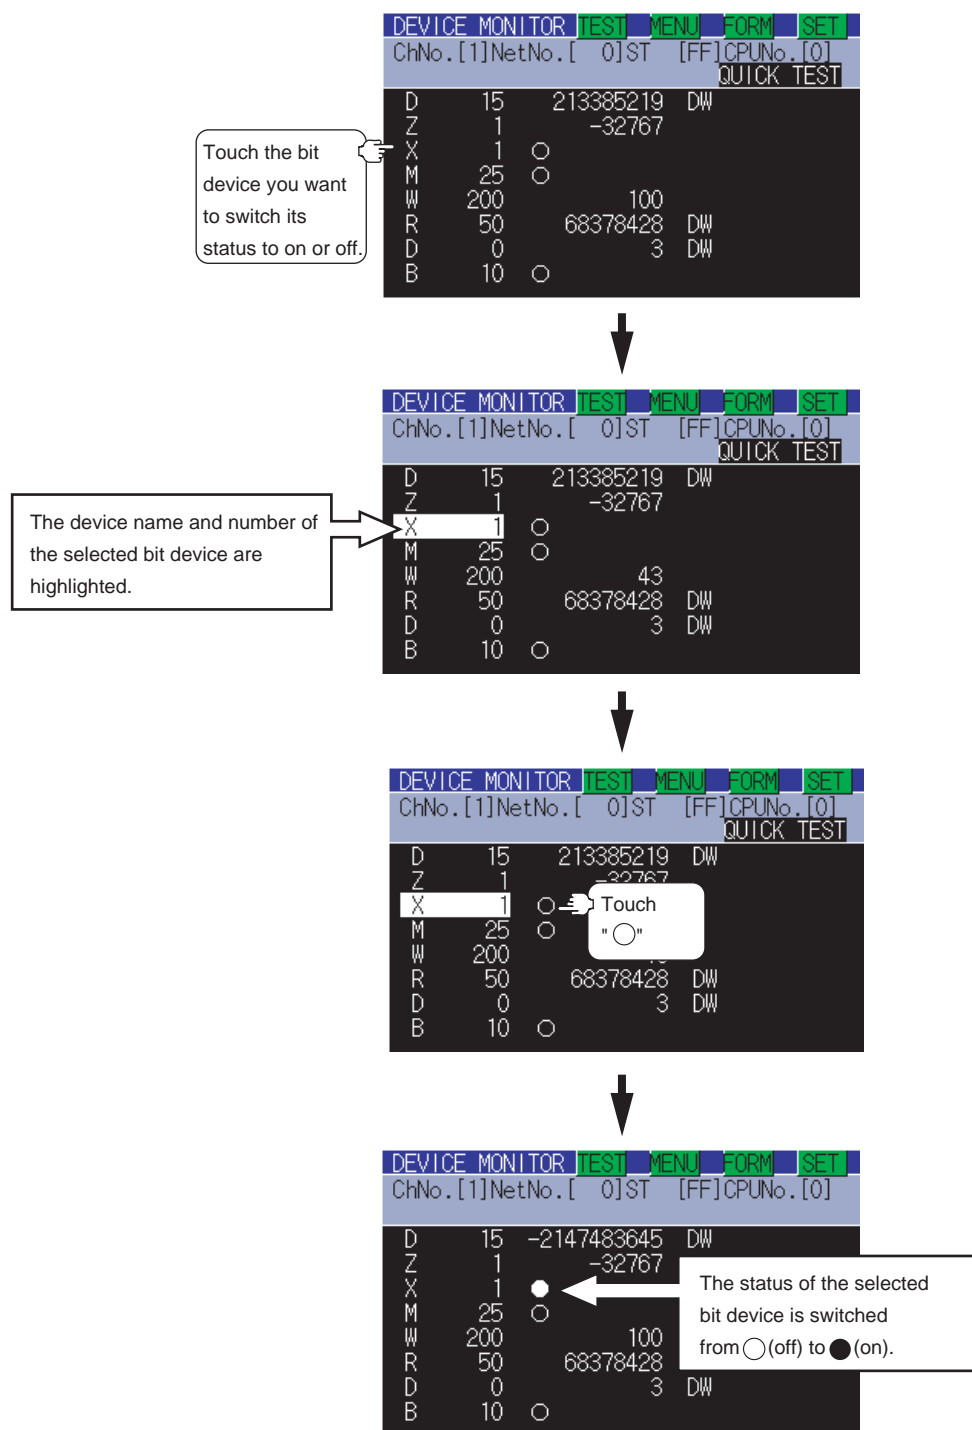 DEVICE MONITOR TEST MENU FORM SET
ChNo.[1]NetNo.[ 0]ST [FF]CPUNo.[0]
QUICK TEST
D 15 213385219 DW
Z 1 -32767
X 1 ○
M 25 ○
W 200 100
R 50 68378428 DW
D 0 3 DW
B 10 ○
Touch the bit
device you want
to switch its
status to on or off.
DEVICE MONITOR TEST MENU FORM SET
ChNo.[1]NetNo.[ 0]ST [FF]CPUNo.[0]
QUICK TEST
D 15 213385219 DW
Z 1 -32767
X 1 ○
M 25 ○
W 200 43
R 50 68378428 DW
D 0 3 DW
B 10 ○
The device name and number of
the selected bit device are
highlighted.
DEVICE MONITOR TEST MENU FORM SET
ChNo.[1]NetNo.[ 0]ST [FF]CPUNo.[0]
QUICK TEST
D 15 213385219 DW
Z 1 -32767
X 1 ○
M 25 ○
W 200
R 50 68378428 DW
D 0 3 DW
B 10 ○
Touch
"○"
DEVICE MONITOR TEST MENU FORM SET
ChNo.[1]NetNo.[ 0]ST [FF]CPUNo.[0]
D 15 -2147483645 DW
Z 1 -32767
X 1 ●
M 25 ○
W 200 100
R 50 68378428
D 0 3 DW
B 10 ○
The status of the selected
bit device is switched
from ○(off) to ●(on).